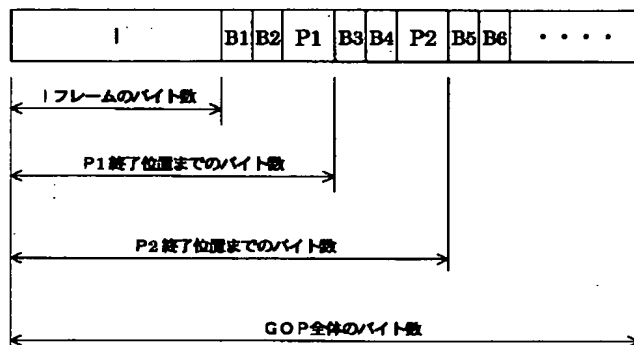 I B1 B2 P1 B3 B4 P2 B5 B6 ・・・・
Iフレームのバイト数
P1終了位置までのバイト数
P2終了位置までのバイト数
GOP全体のバイト数